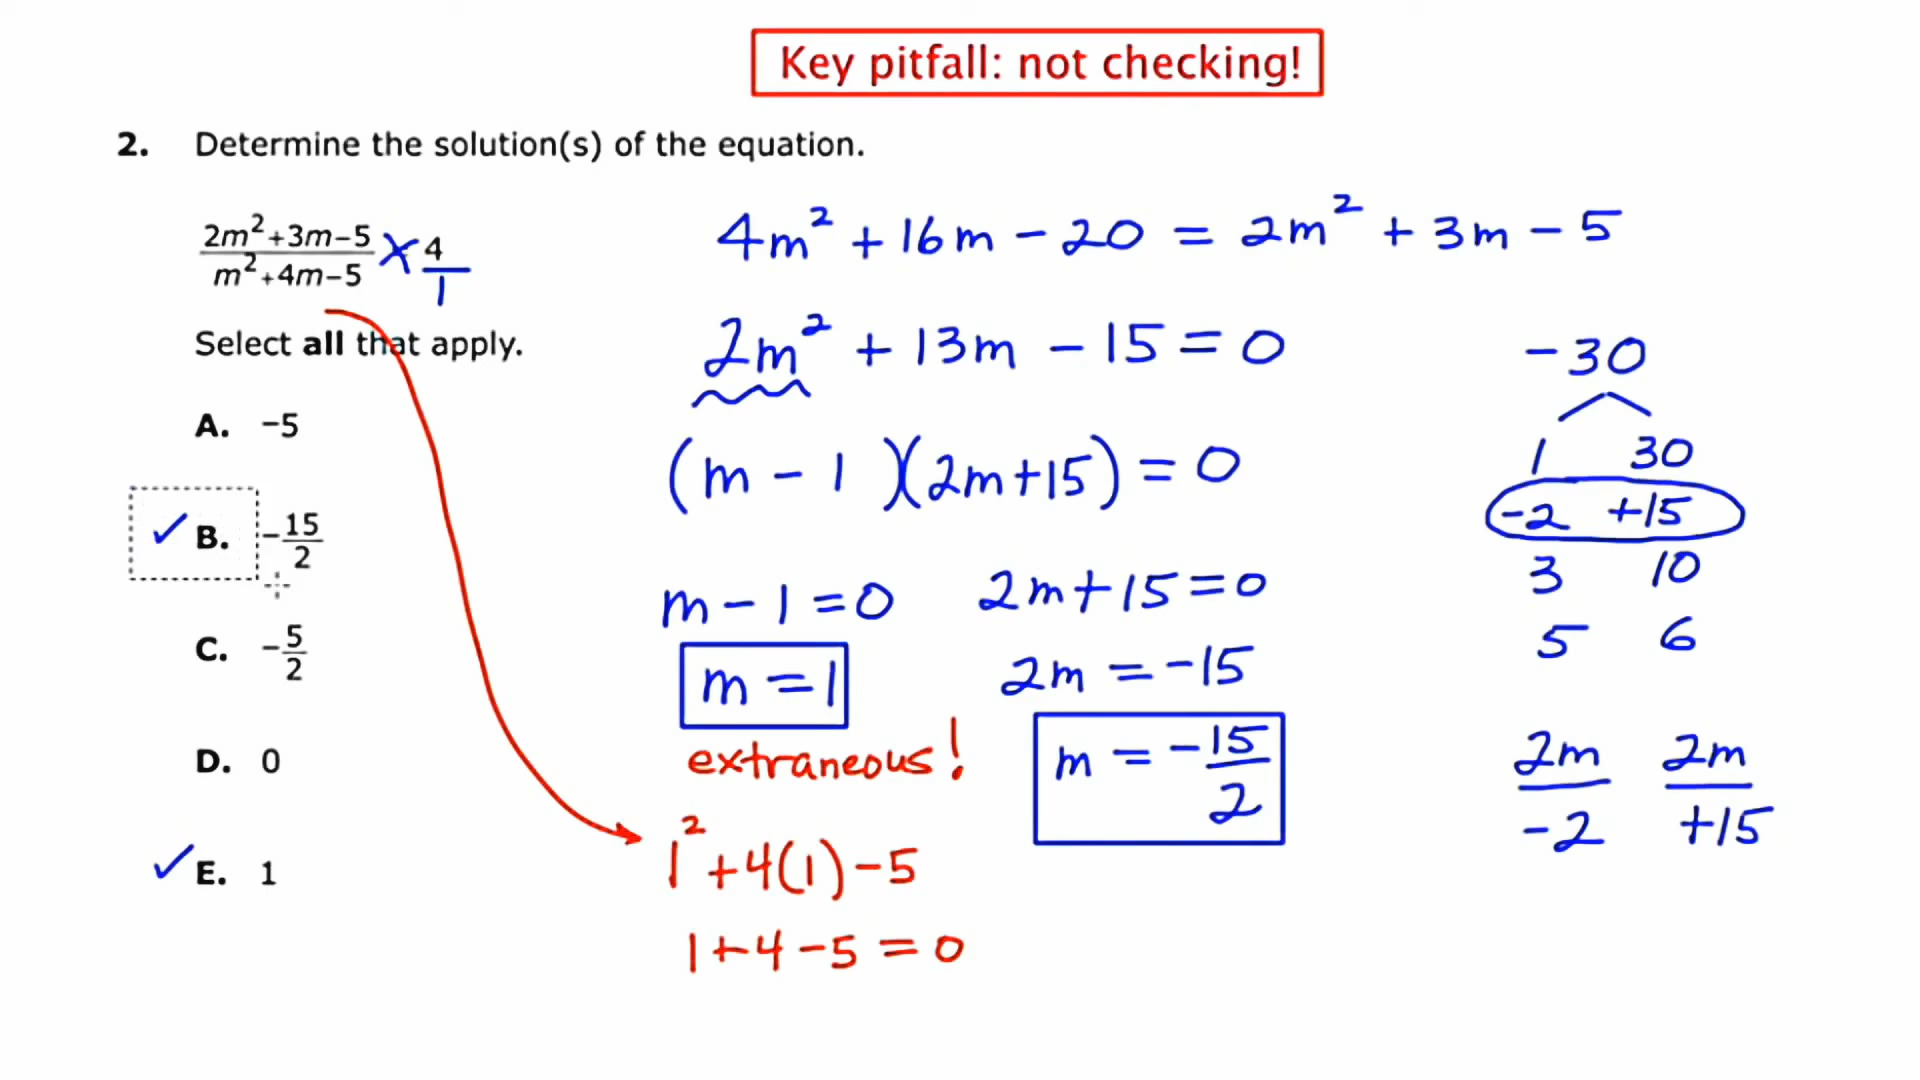 Key pitfall: not checking!
2. Determine the solution(s) of the equation.
2m²+3m−5 / m²+4m−5 = 4 / 1
Select all that apply.
A. −5
✓ B. −15/2
C. −5/2
D. 0
✓ E. 1
4m² + 16m − 20 = 2m² + 3m − 5
2m² + 13m − 15 = 0
(m − 1)(2m+15) = 0
m − 1 = 0
m = 1
extraneous!
1² + 4(1) − 5
1 + 4 − 5 = 0
2m + 15 = 0
2m = −15
m = −15/2
−30
1 30
−2 +15
3 10
5 6
2m/−2 2m/+15